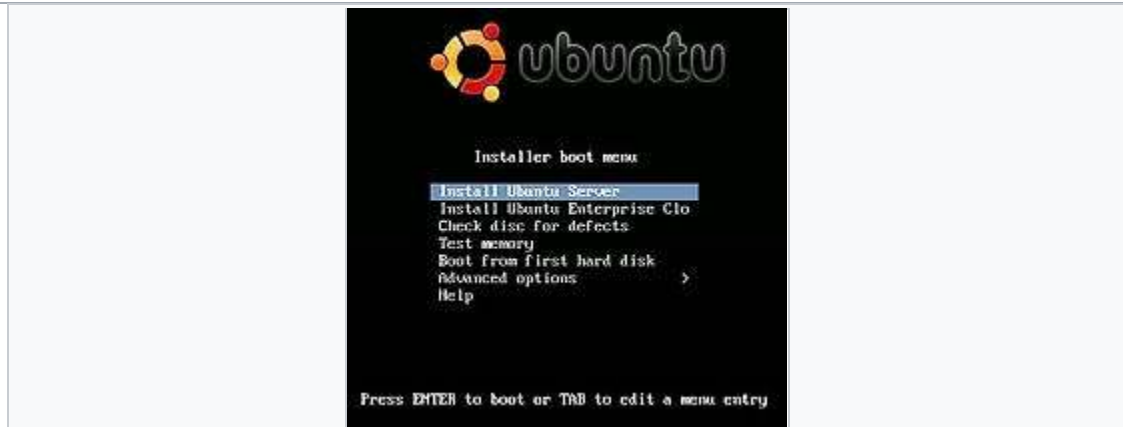 ubuntu
Installer boot menu
Install Ubuntu Server
Install Ubuntu Enterprise Clo
Check disc for defects
Test memory
Boot from first hard disk
Advanced options >
Help
Press ENTER to boot or TAB to edit a menu entry